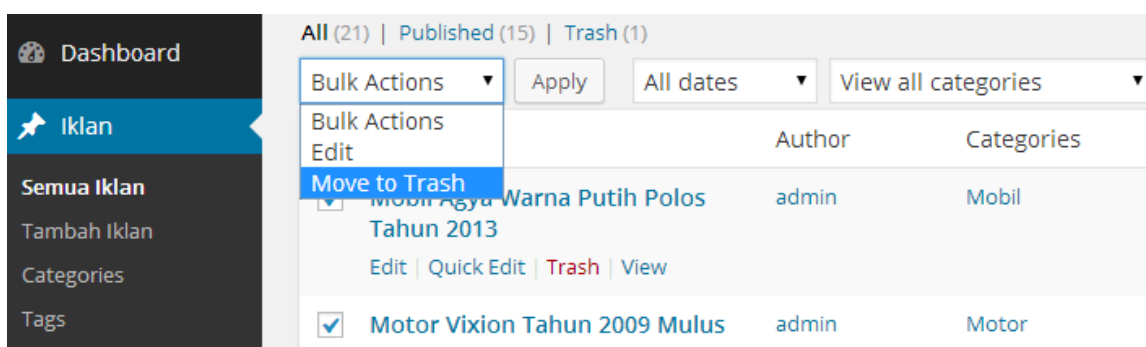 Dashboard
Iklan
Semua Iklan
Tambah Iklan
Categories
Tags
All (21) | Published (15) | Trash (1)
Bulk Actions Apply All dates View all categories
Bulk Actions
Edit
Move to Trash
Author Categories
Mobil Agya Warna Putih Polos admin Mobil
Tahun 2013
Edit | Quick Edit | Trash | View
Motor Vixion Tahun 2009 Mulus admin Motor